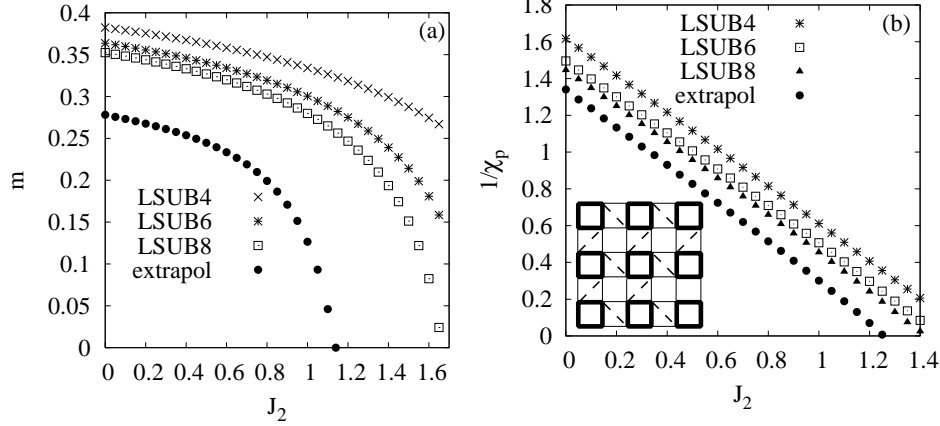 (a)
0.4
0.35
0.3
0.25
0.2
0.15
0.1
0.05
0
m
LSUB4
LSUB6
LSUB8
extrapol
0 0.2 0.4 0.6 0.8 1 1.2 1.4 1.6
J2
(b)
1.8
1.6
1.4
1.2
1
0.8
0.6
0.4
0.2
0
1/χp
LSUB4
LSUB6
LSUB8
extrapol
0 0.2 0.4 0.6 0.8 1 1.2 1.4
J2